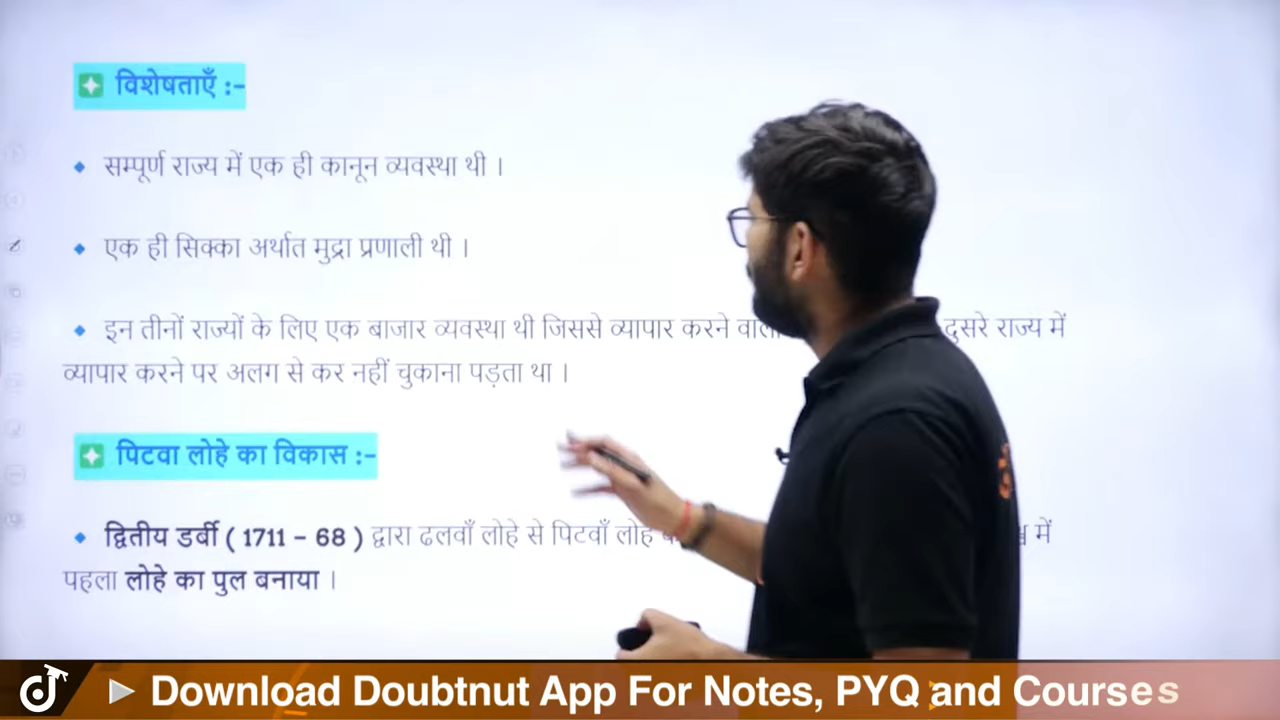 विशेषताएँ :-
सम्पूर्ण राज्य में एक ही कानून व्यवस्था थी ।
एक ही सिक्का अर्थात मुद्रा प्रणाली थी ।
इन तीनों राज्यों के लिए एक बाजार व्यवस्था थी जिससे व्यापार करने दुसरे राज्य में
व्यापार करने पर अलग से कर नहीं चुकाना पड़ता था ।
पिटवा लोहे का विकास :-
द्वितीय डर्बी ( 1711 – 68 ) द्वारा ढलवाँ लोहे से पिटवाँ लोहे में
पहला लोहे का पुल बनाया ।
Download Doubtnut App For Notes, PYQ and Courses